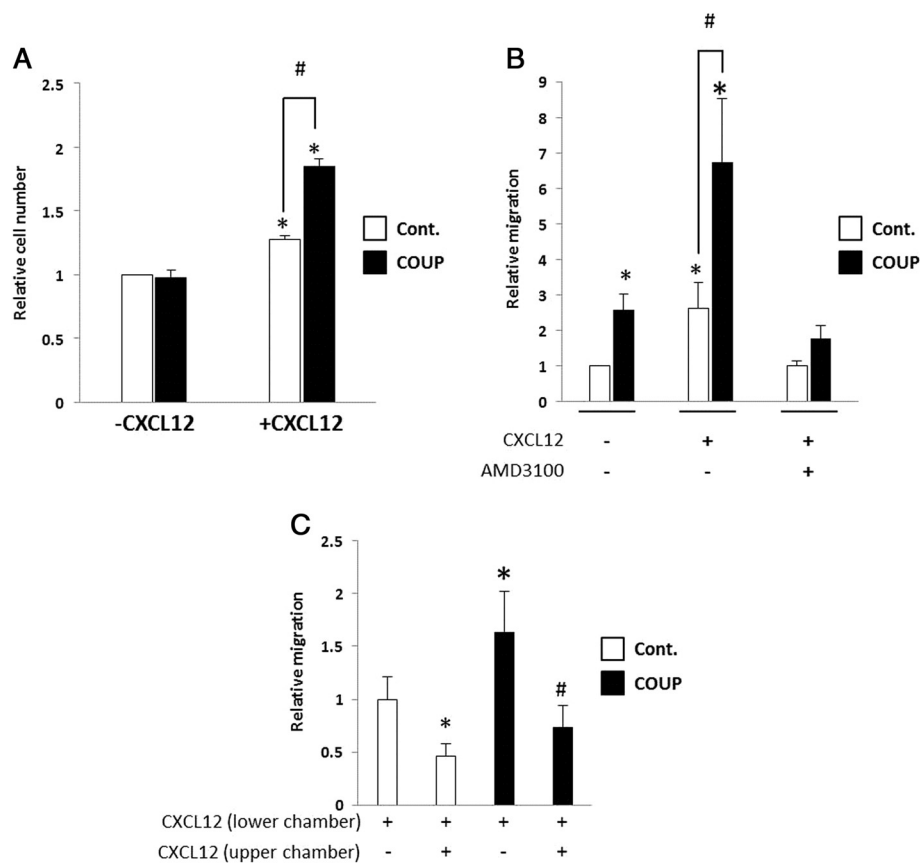 A
#
2.5
2
1.5
1
0.5
0
Relative cell number
*
*
-CXCL12
+CXCL12
Cont.
COUP
B
#
9
8
7
6
5
4
3
2
1
0
Relative migration
*
*
*
Cont.
COUP
CXCL12 - + +
AMD3100 - - +
C
2.5
2
1.5
1
0.5
0
Relative migration
*
*
#
Cont.
COUP
CXCL12 (lower chamber) + + + +
CXCL12 (upper chamber) - + - +